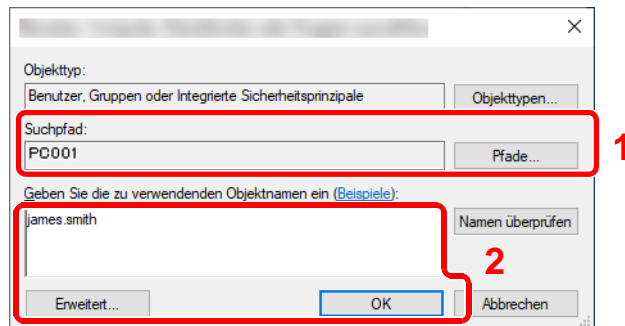 Objekttyp:
Benutzer, Gruppen oder Integrierte Sicherheitsprinzipale
Objekttypen...
Suchpfad:
PC001
Pfade...
1
Geben Sie die zu verwendenden Objektnamen ein (Beispiele):
james.smith
Namen überprüfen
2
Erweitert...
OK
Abbrechen